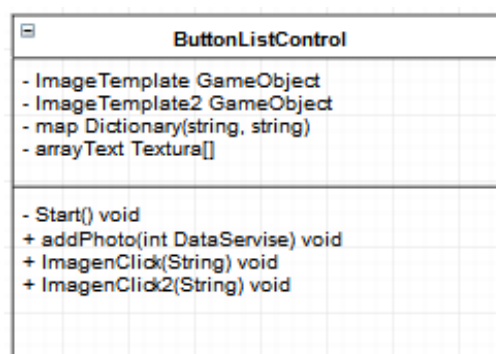 ButtonListControl
- ImageTemplate GameObject
- ImageTemplate2 GameObject
- map Dictionary(string, string)
- arrayText Textura[]
- Start() void
+ addPhoto(int DataServise) void
+ ImagenClick(String) void
+ ImagenClick2(String) void